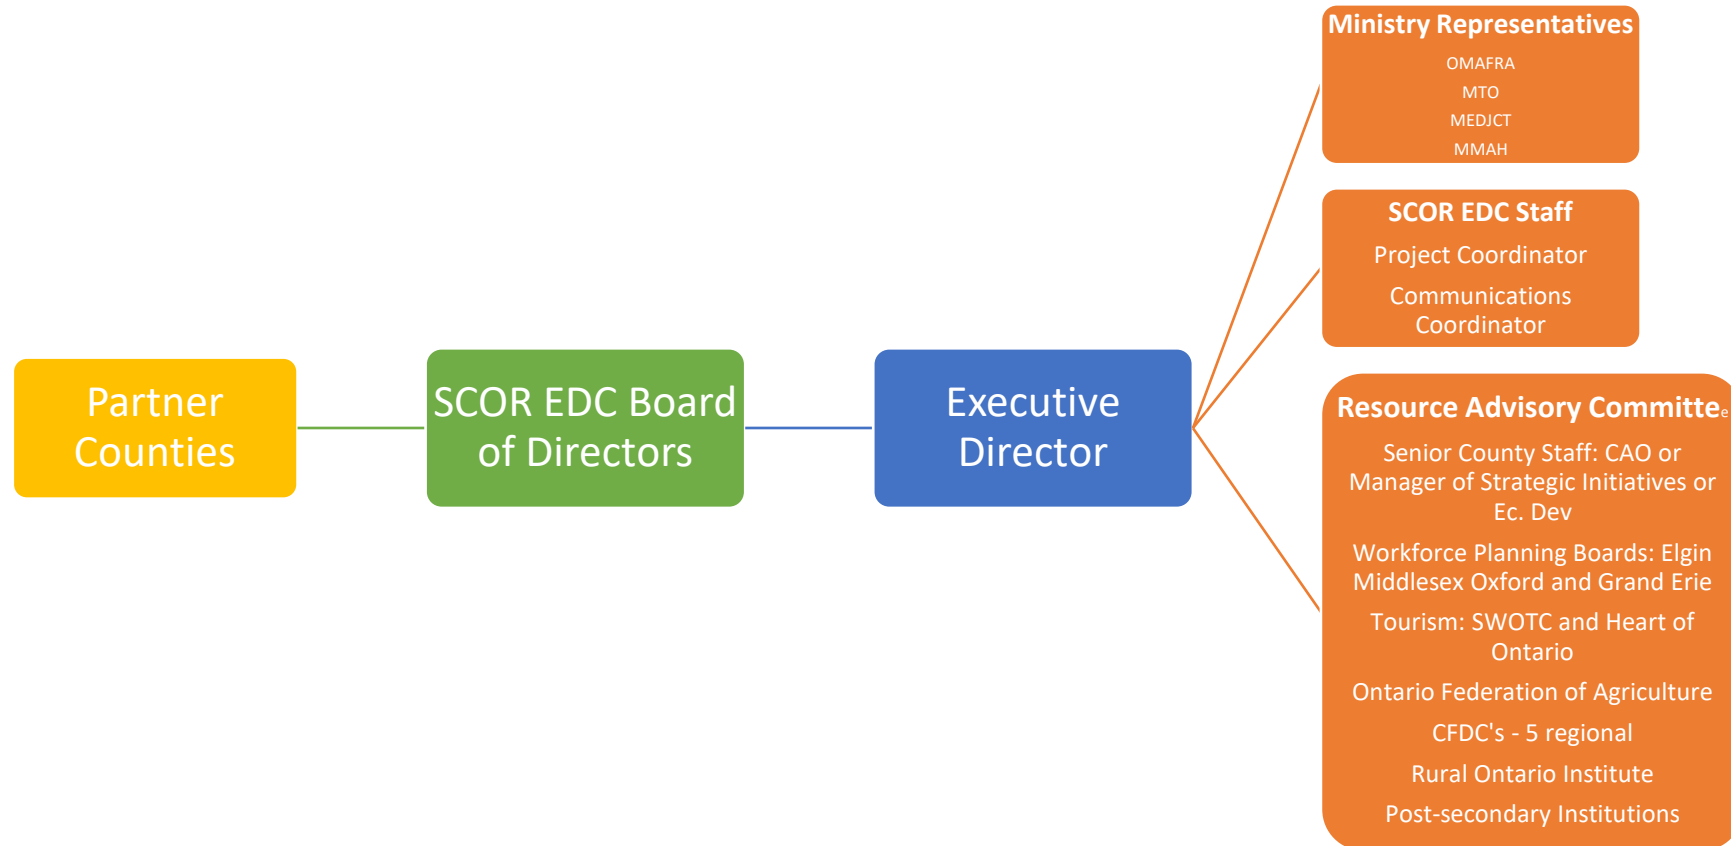 Partner
Counties
SCOR EDC Board
of Directors
Executive
Director
Ministry Representatives
OMAFRA
MTO
MEDJCT
MMAH
SCOR EDC Staff
Project Coordinator
Communications
Coordinator
Resource Advisory Committee
Senior County Staff: CAO or
Manager of Strategic Initiatives or
Ec. Dev
Workforce Planning Boards: Elgin
Middlesex Oxford and Grand Erie
Tourism: SWOTC and Heart of
Ontario
Ontario Federation of Agriculture
CFDC's - 5 regional
Rural Ontario Institute
Post-secondary Institutions